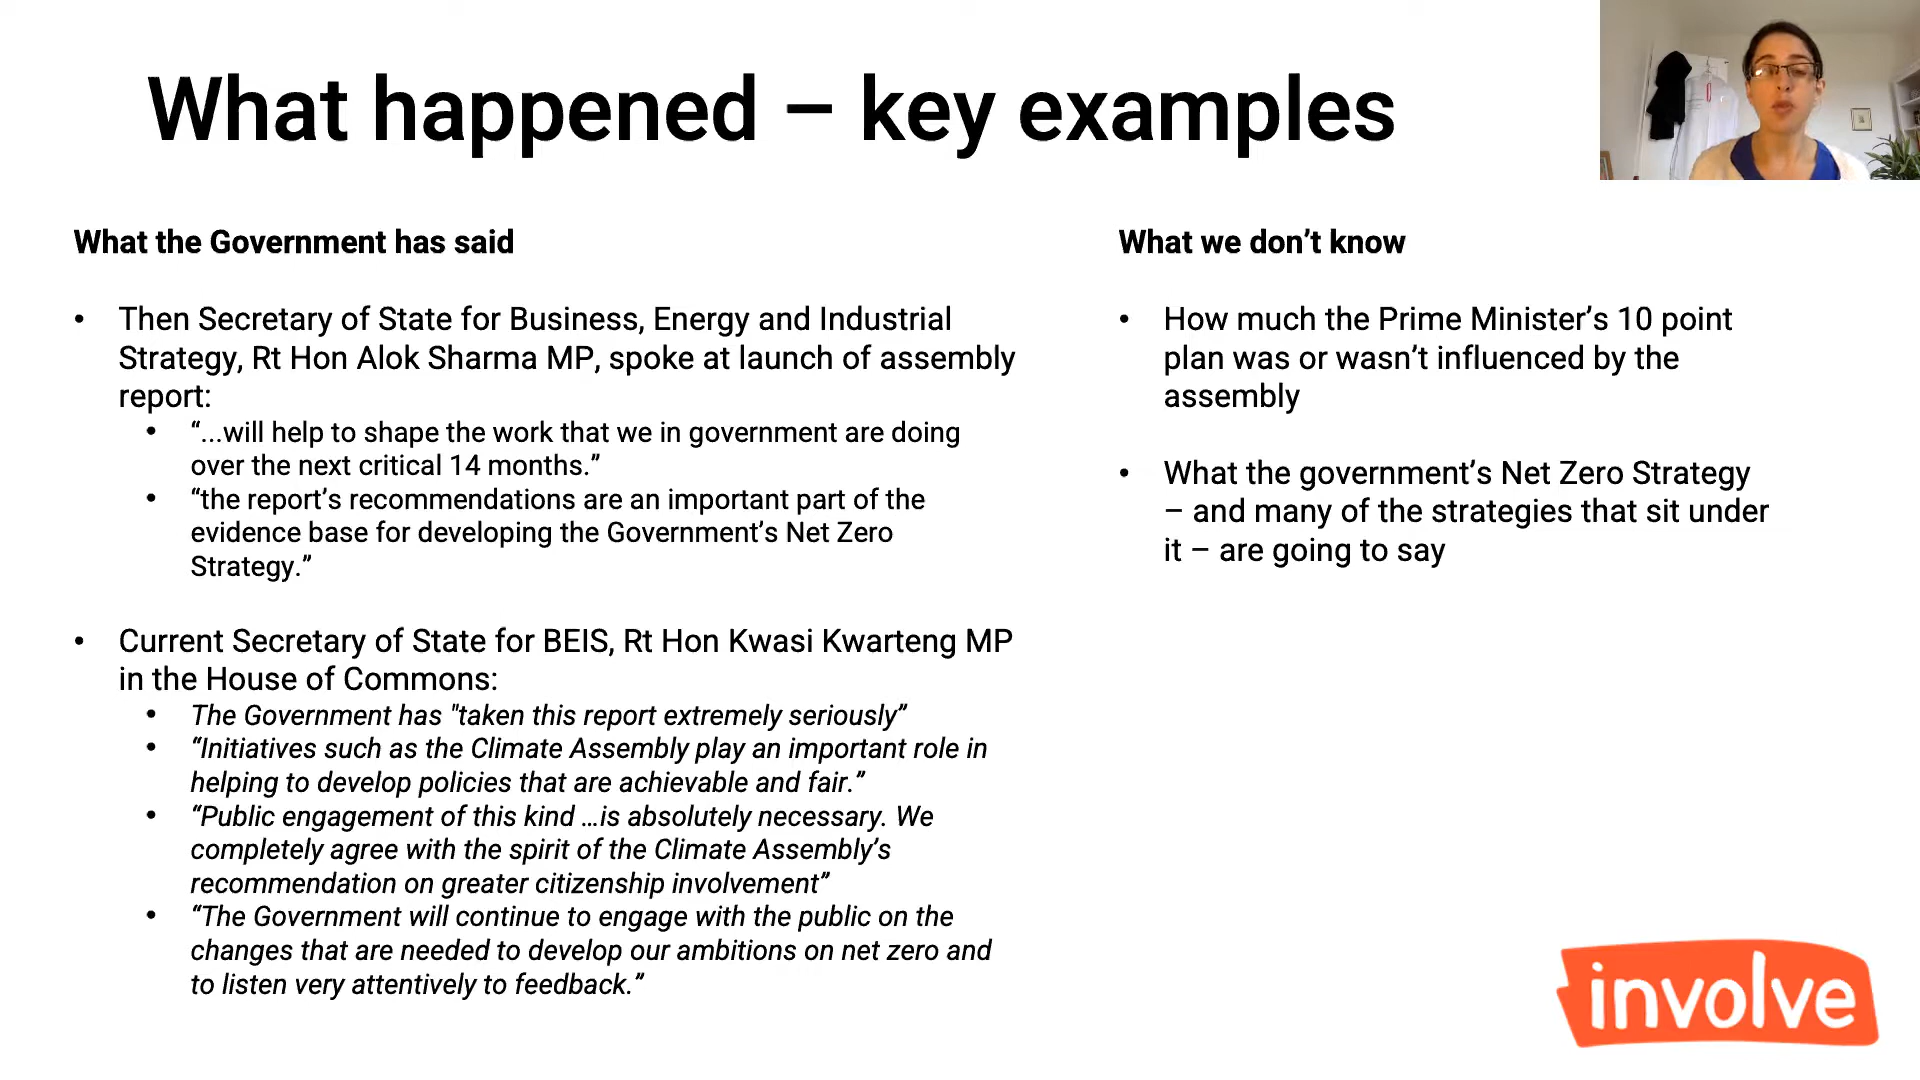 What happened – key examples
What the Government has said
• Then Secretary of State for Business, Energy and Industrial
Strategy, Rt Hon Alok Sharma MP, spoke at launch of assembly
report:
• “...will help to shape the work that we in government are doing
over the next critical 14 months.”
• “the report’s recommendations are an important part of the
evidence base for developing the Government’s Net Zero
Strategy.”
• Current Secretary of State for BEIS, Rt Hon Kwasi Kwarteng MP
in the House of Commons:
• The Government has "taken this report extremely seriously”
• “Initiatives such as the Climate Assembly play an important role in
helping to develop policies that are achievable and fair.”
• “Public engagement of this kind …is absolutely necessary. We
completely agree with the spirit of the Climate Assembly’s
recommendation on greater citizenship involvement”
• “The Government will continue to engage with the public on the
changes that are needed to develop our ambitions on net zero and
to listen very attentively to feedback.”
What we don’t know
• How much the Prime Minister’s 10 point
plan was or wasn’t influenced by the
assembly
• What the government’s Net Zero Strategy
– and many of the strategies that sit under
it – are going to say
involve